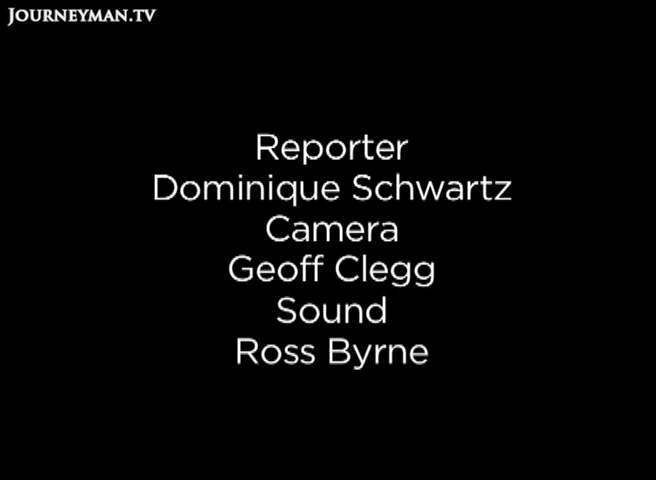 JOURNEYMAN.TV
Reporter
Dominique Schwartz
Camera
Geoff Clegg
Sound
Ross Byrne